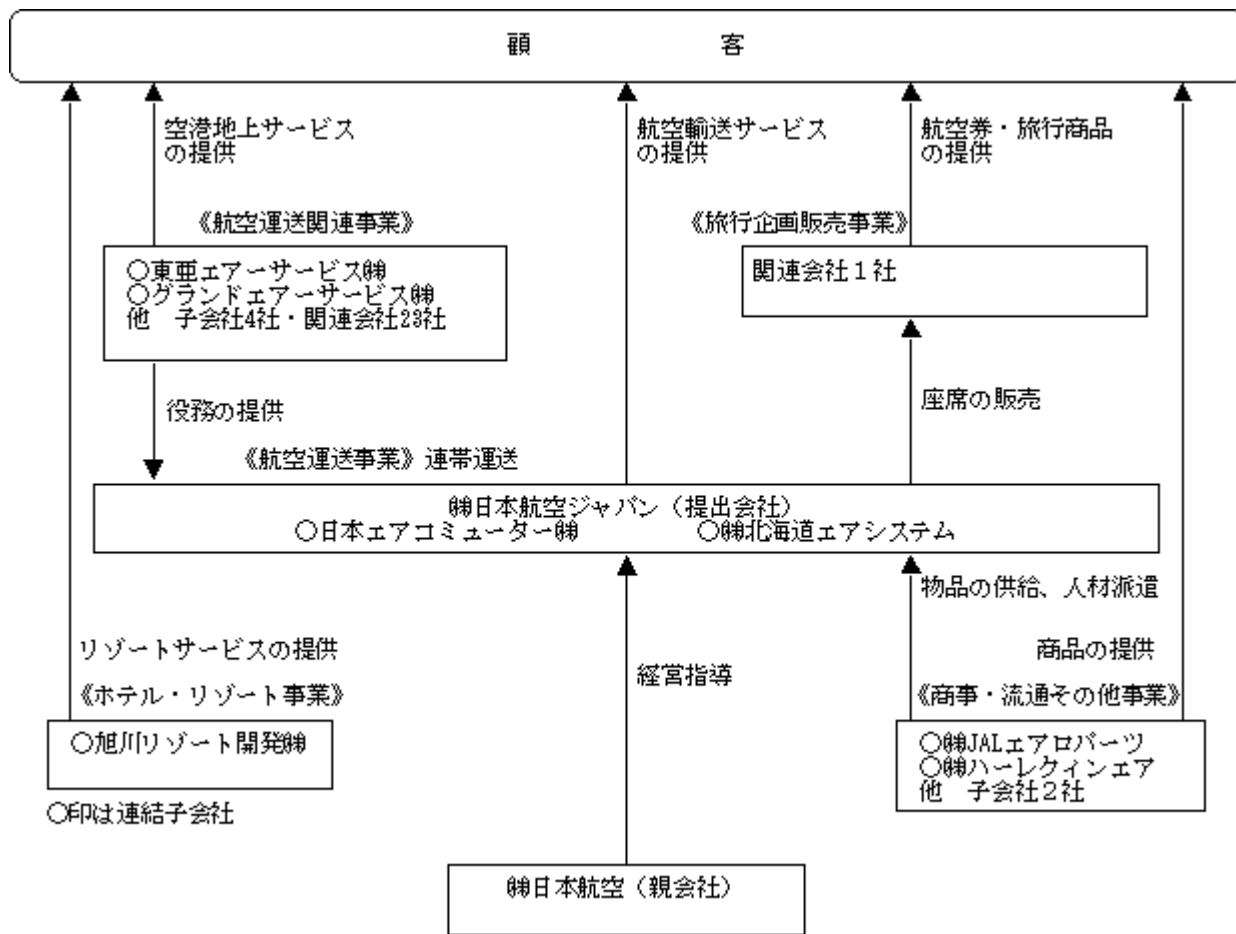 顧　　　　　客
空港地上サービス
の提供
航空輸送サービス
の提供
航空券・旅行商品
の提供
《航空運送関連事業》
《旅行企画販売事業》
○東亜エアーサービス㈱
○グランドエアーサービス㈱
他　子会社4社・関連会社23社
関連会社１社
役務の提供
座席の販売
《航空運送事業》連帯運送
㈱日本航空ジャパン（提出会社）
○日本エアコミューター㈱　　　○㈱北海道エアシステム
物品の供給、人材派遣
リゾートサービスの提供
経営指導
商品の提供
《ホテル・リゾート事業》
《商事・流通その他事業》
○旭川リゾート開発㈱
○㈱JALエアロパーツ
○㈱ハーレクィンエア
他　子会社２社
○印は連結子会社
㈱日本航空（親会社）